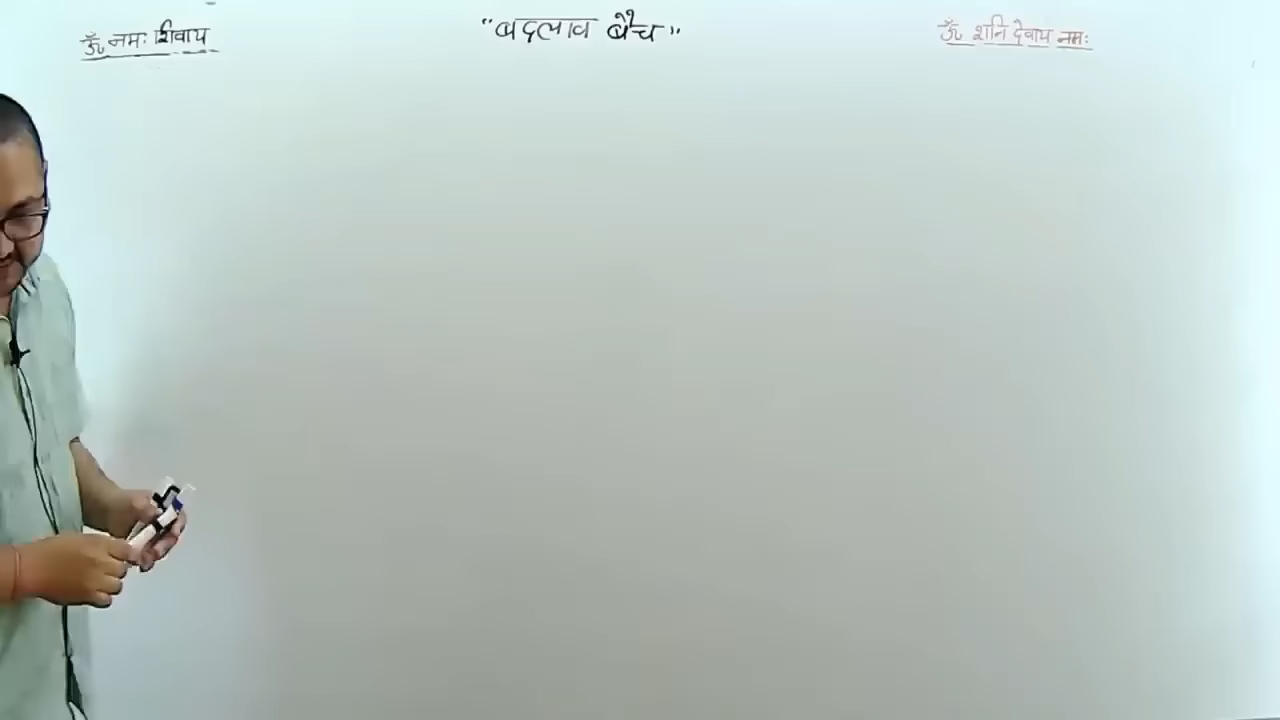 ॐ नमः शिवाय
"बदलाव बैच"
ॐ शनि देवाय नमः